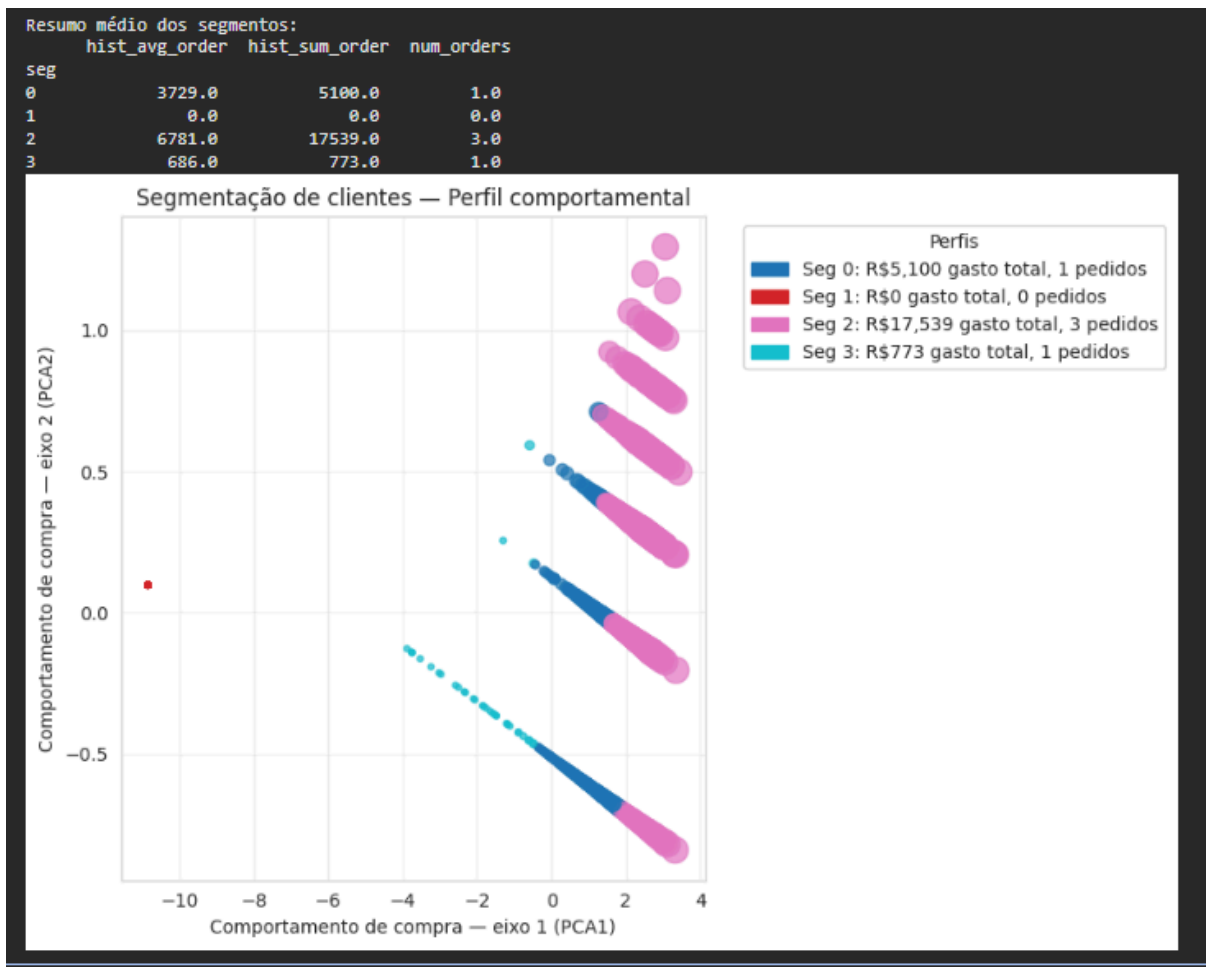 Resumo médio dos segmentos:
hist_avg_order hist_sum_order num_orders
seg
0 3729.0 5100.0 1.0
1 0.0 0.0 0.0
2 6781.0 17539.0 3.0
3 686.0 773.0 1.0
Segmentação de clientes — Perfil comportamental
Perfis
Seg 0: R$5,100 gasto total, 1 pedidos
Seg 1: R$0 gasto total, 0 pedidos
Seg 2: R$17,539 gasto total, 3 pedidos
Seg 3: R$773 gasto total, 1 pedidos
Comportamento de compra — eixo 2 (PCA2)
1.0
0.5
0.0
−0.5
−10 −8 −6 −4 −2 0 2 4
Comportamento de compra — eixo 1 (PCA1)